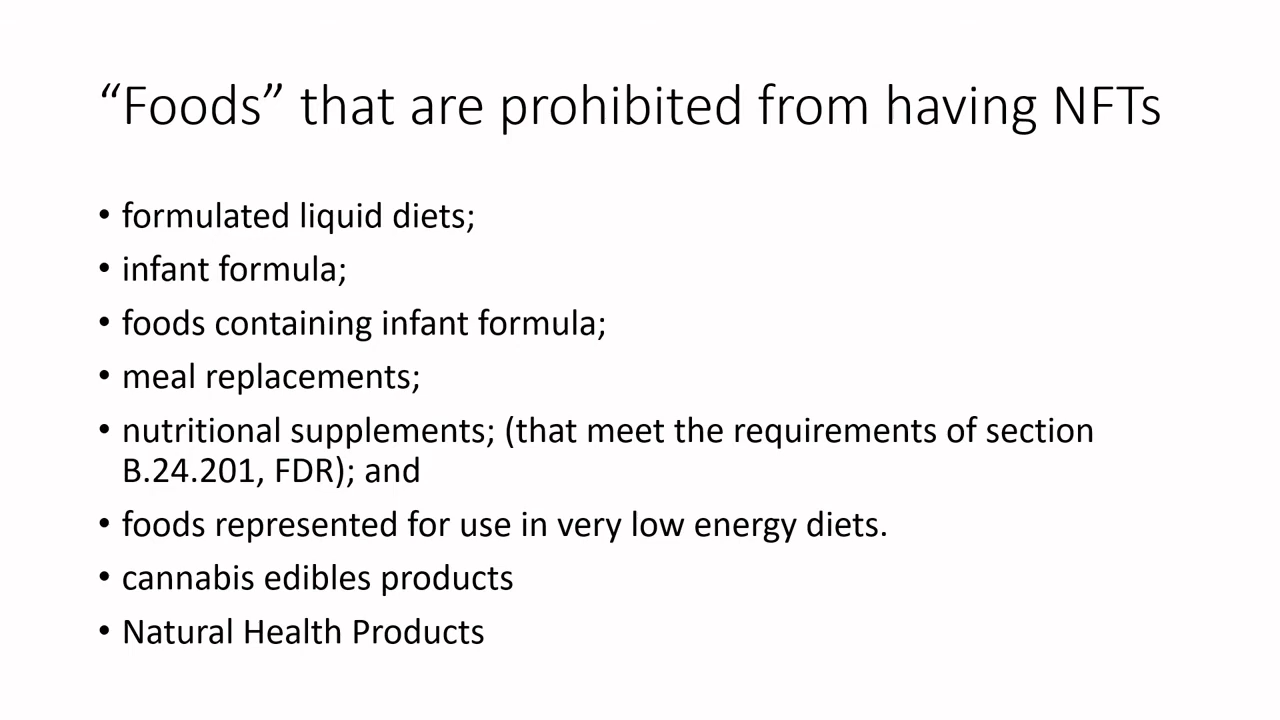 “Foods” that are prohibited from having NFTs
• formulated liquid diets;
• infant formula;
• foods containing infant formula;
• meal replacements;
• nutritional supplements; (that meet the requirements of section
B.24.201, FDR); and
• foods represented for use in very low energy diets.
• cannabis edibles products
• Natural Health Products